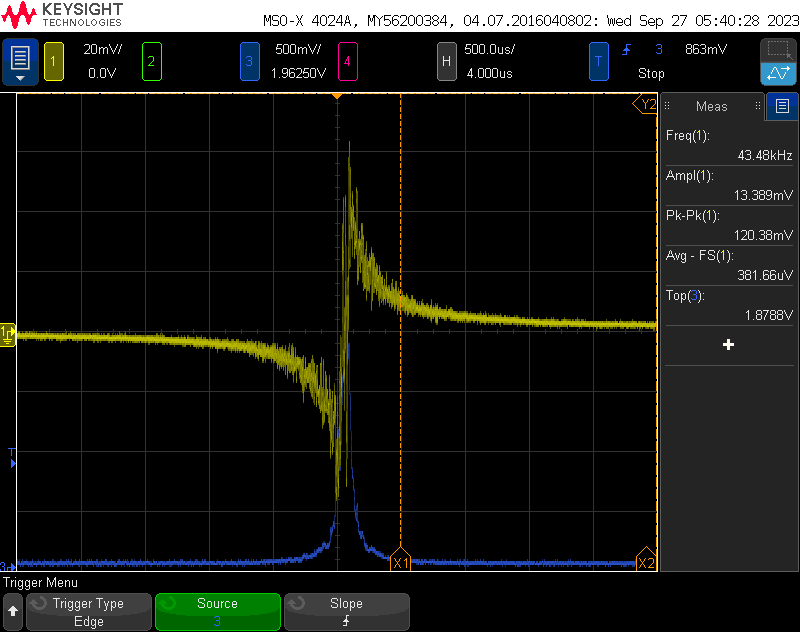 KEYSIGHT
TECHNOLOGIES
MSO-X 4024A, MY56200384, 04.07.2016040802: Wed Sep 27 05:40:28 2023
1 20mV/ 2 3 500mV/ 4 H 500.0us/ T 3 863mV
0.0V 1.96250V 4.000us Stop
Y2
Meas
Freq(1):
43.48kHz
Ampl(1):
13.389mV
Pk-Pk(1):
120.38mV
Avg - FS(1):
381.66uV
Top(3):
1.8788V
+
1
T
3
X1 X2
Trigger Menu
Trigger Type Source Slope
Edge 3